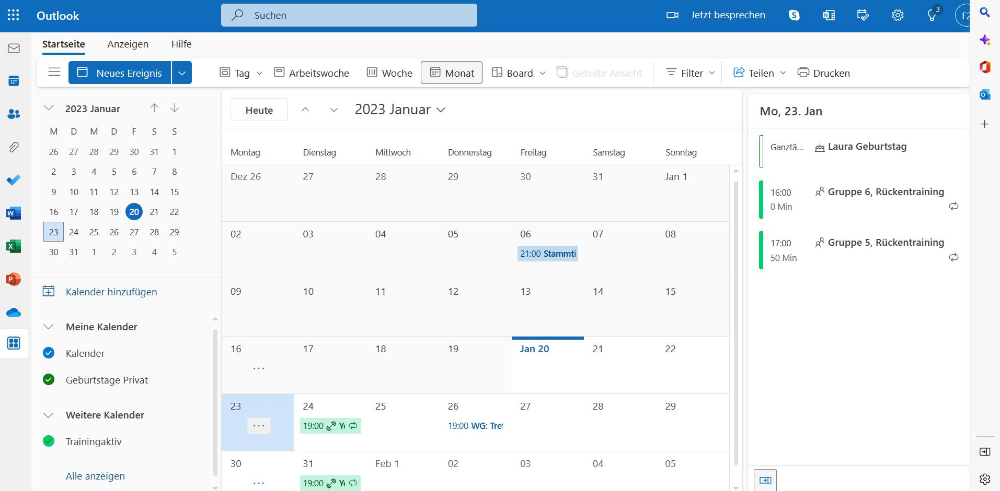 Outlook
Suchen
Jetzt besprechen
3
Startseite Anzeigen Hilfe
Neues Ereignis
Tag Arbeitswoche Woche Monat Board Geteilte Ansicht Filter Teilen Drucken
2023 Januar
M D M D F S S
26 27 28 29 30 31 1
2 3 4 5 6 7 8
9 10 11 12 13 14 15
16 17 18 19 20 21 22
23 24 25 26 27 28 29
30 31 1 2 3 4 5
Kalender hinzufügen
Meine Kalender
Kalender
Geburtstage Privat
Weitere Kalender
Trainingaktiv
Alle anzeigen
Heute 2023 Januar
Montag Dienstag Mittwoch Donnerstag Freitag Samstag Sonntag
Dez 26 27 28 29 30 31 Jan 1
02 03 04 05 06 07 08
21:00 Stammti
09 10 11 12 13 14 15
16 17 18 19 Jan 20 21 22
...
23 24 25 26 27 28 29
... 19:00 19:00 WG: Tre
30 31 Feb 1 02 03 04 05
... 19:00
Mo, 23. Jan
Ganztä... Laura Geburtstag
16:00 Gruppe 6, Rückentraining
0 Min
17:00 Gruppe 5, Rückentraining
50 Min